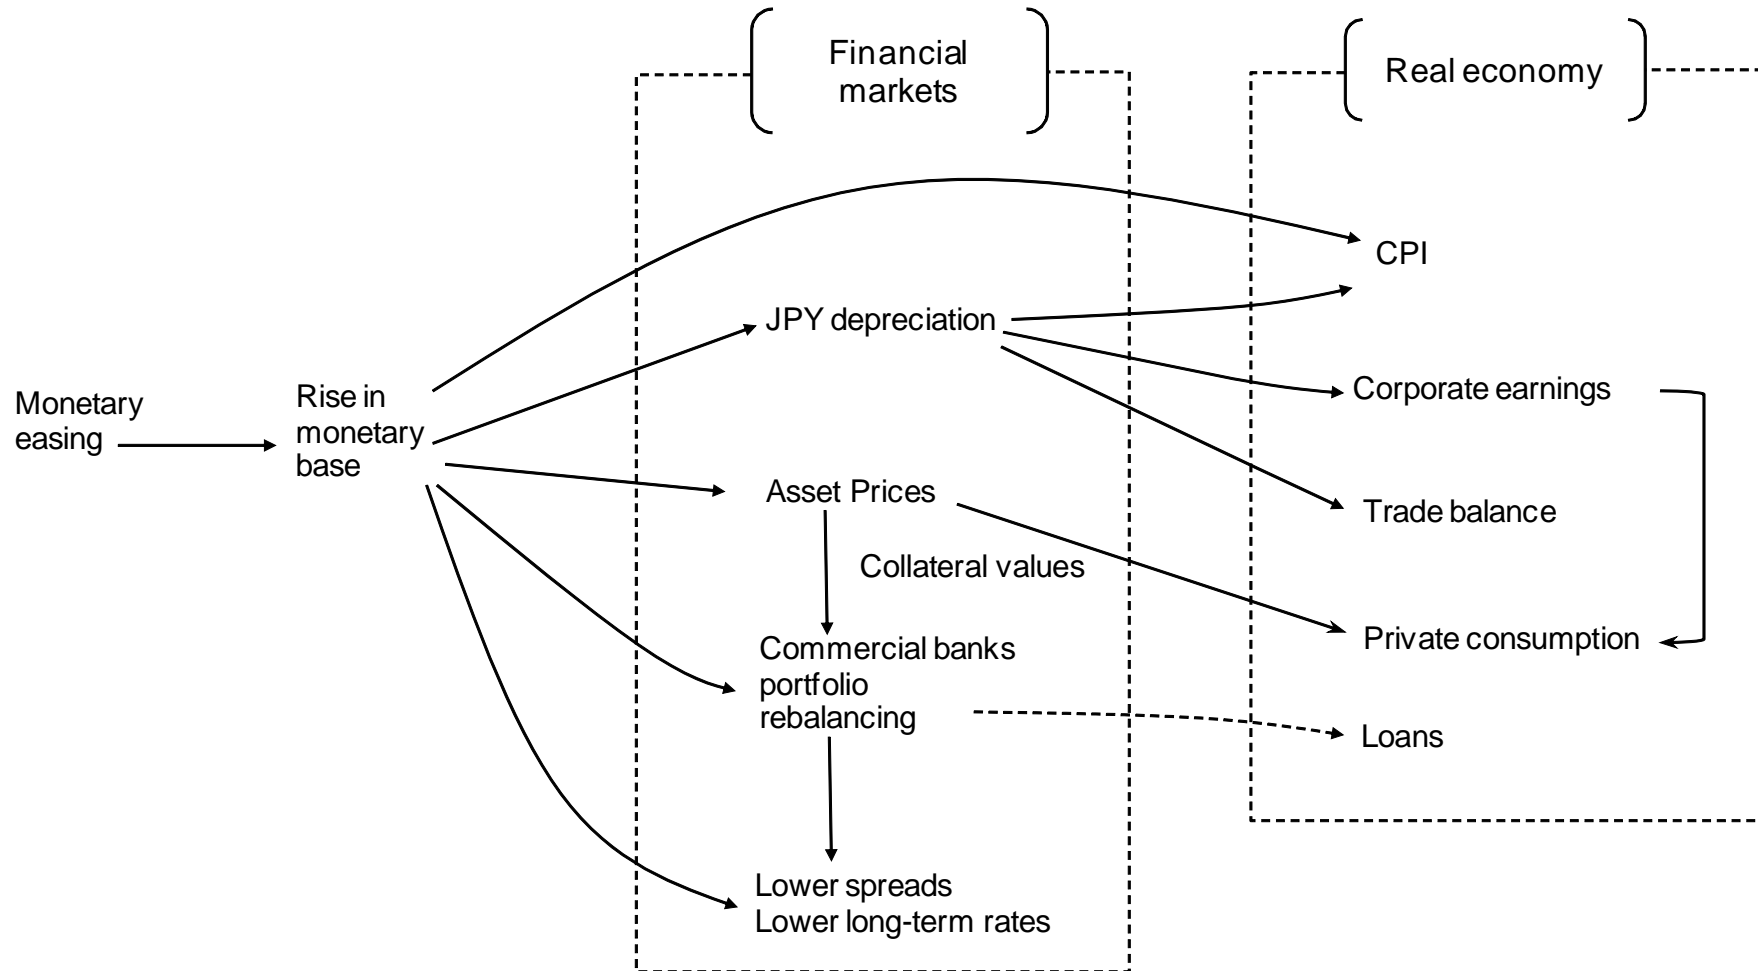 Financial
markets
Real economy
CPI
JPY depreciation
Monetary
easing
Rise in
monetary
base
Corporate earnings
Asset Prices
Trade balance
Collateral values
Commercial banks
portfolio
rebalancing
Private consumption
Loans
Lower spreads
Lower long-term rates